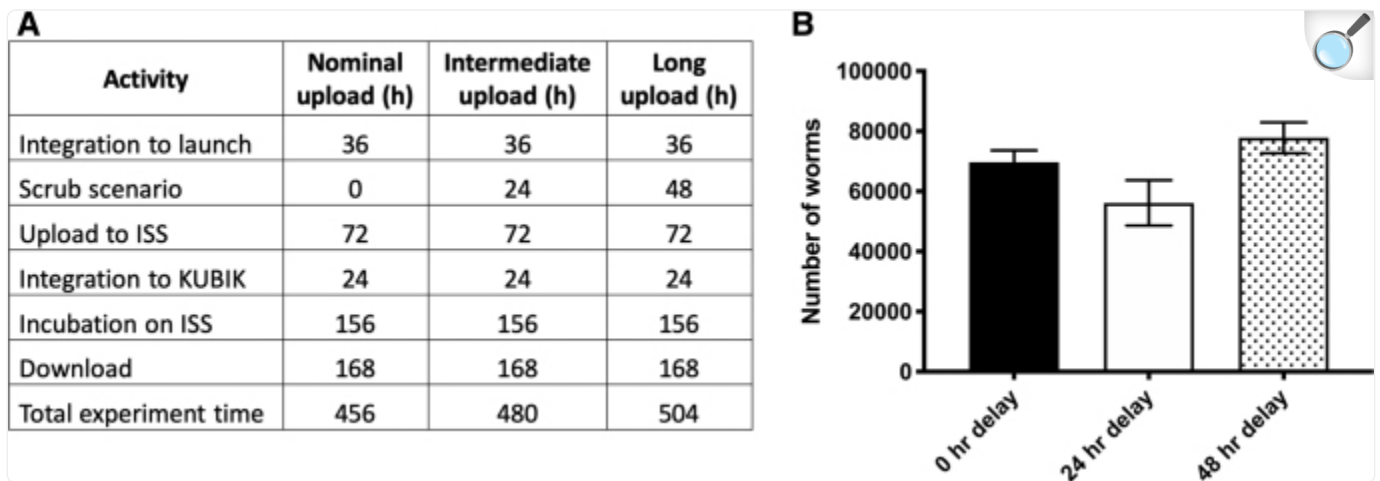 A
Activity Nominal upload (h) Intermediate upload (h) Long upload (h)
Integration to launch 36 36 36
Scrub scenario 0 24 48
Upload to ISS 72 72 72
Integration to KUBIK 24 24 24
Incubation on ISS 156 156 156
Download 168 168 168
Total experiment time 456 480 504
B
Number of worms
100000
80000
60000
40000
20000
0
0 hr delay
24 hr delay
48 hr delay